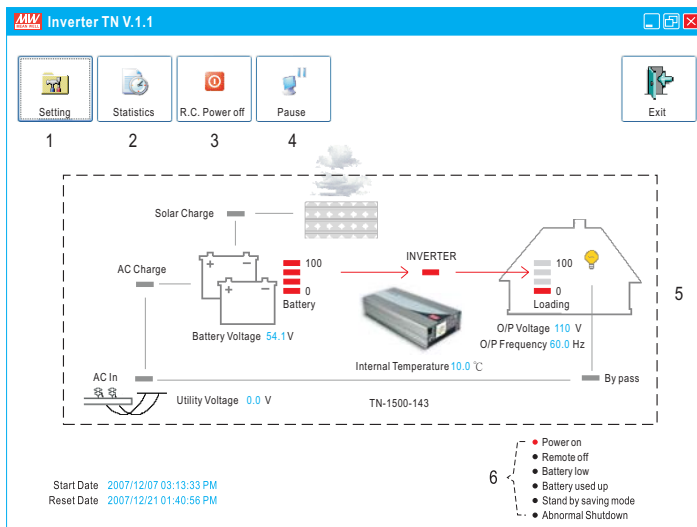 MW MEAN WELL Inverter TN V.1.1
Setting Statistics R.C. Power off Pause Exit
1 2 3 4
Solar Charge
AC Charge
100
0
Battery
Battery Voltage 54.1 V
INVERTER
Internal Temperature 10.0 ℃
100
0
Loading
O/P Voltage 110 V
O/P Frequency 60.0 Hz
5
AC In
Utility Voltage 0.0 V
TN-1500-143
By pass
6
Power on
Remote off
Battery low
Battery used up
Stand by saving mode
Abnormal Shutdown
Start Date 2007/12/07 03:13:33 PM
Reset Date 2007/12/21 01:40:56 PM